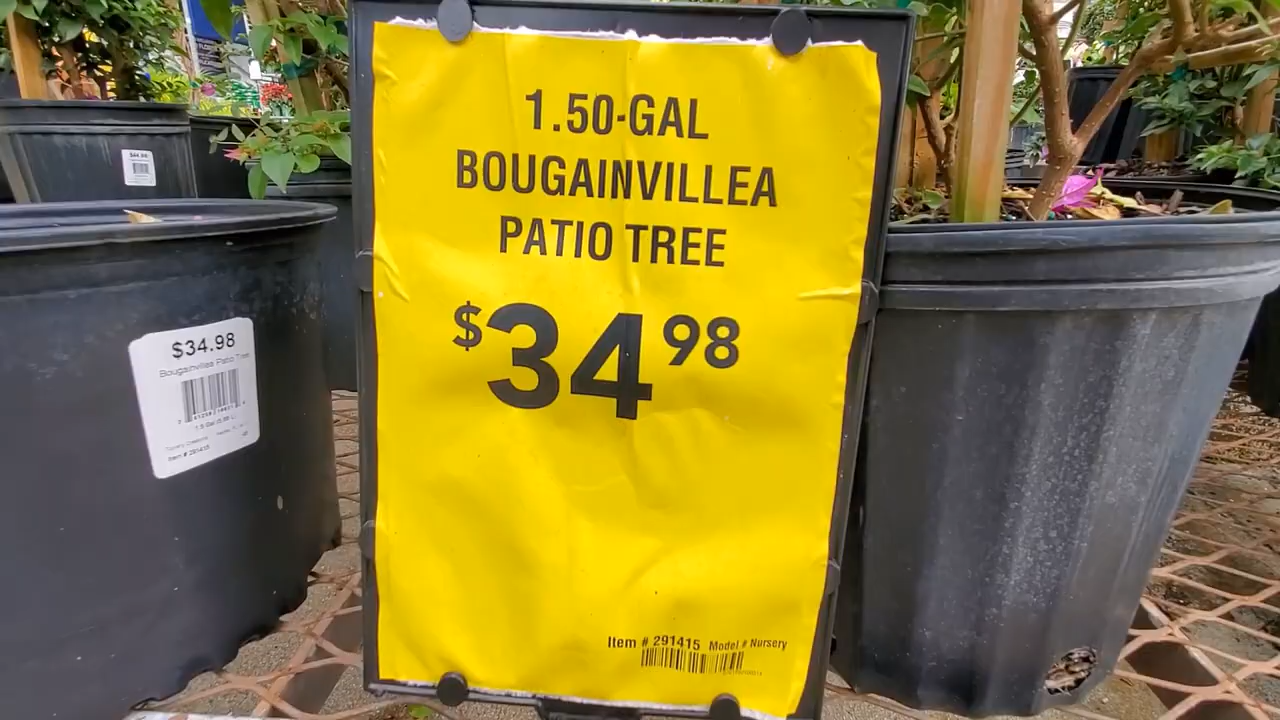 1.50-GAL
BOUGAINVILLEA
PATIO TREE
$34 98
Item # 291415 Model # Nursery
$34.98
Bougainvillea Patio Tree
Item # 291415